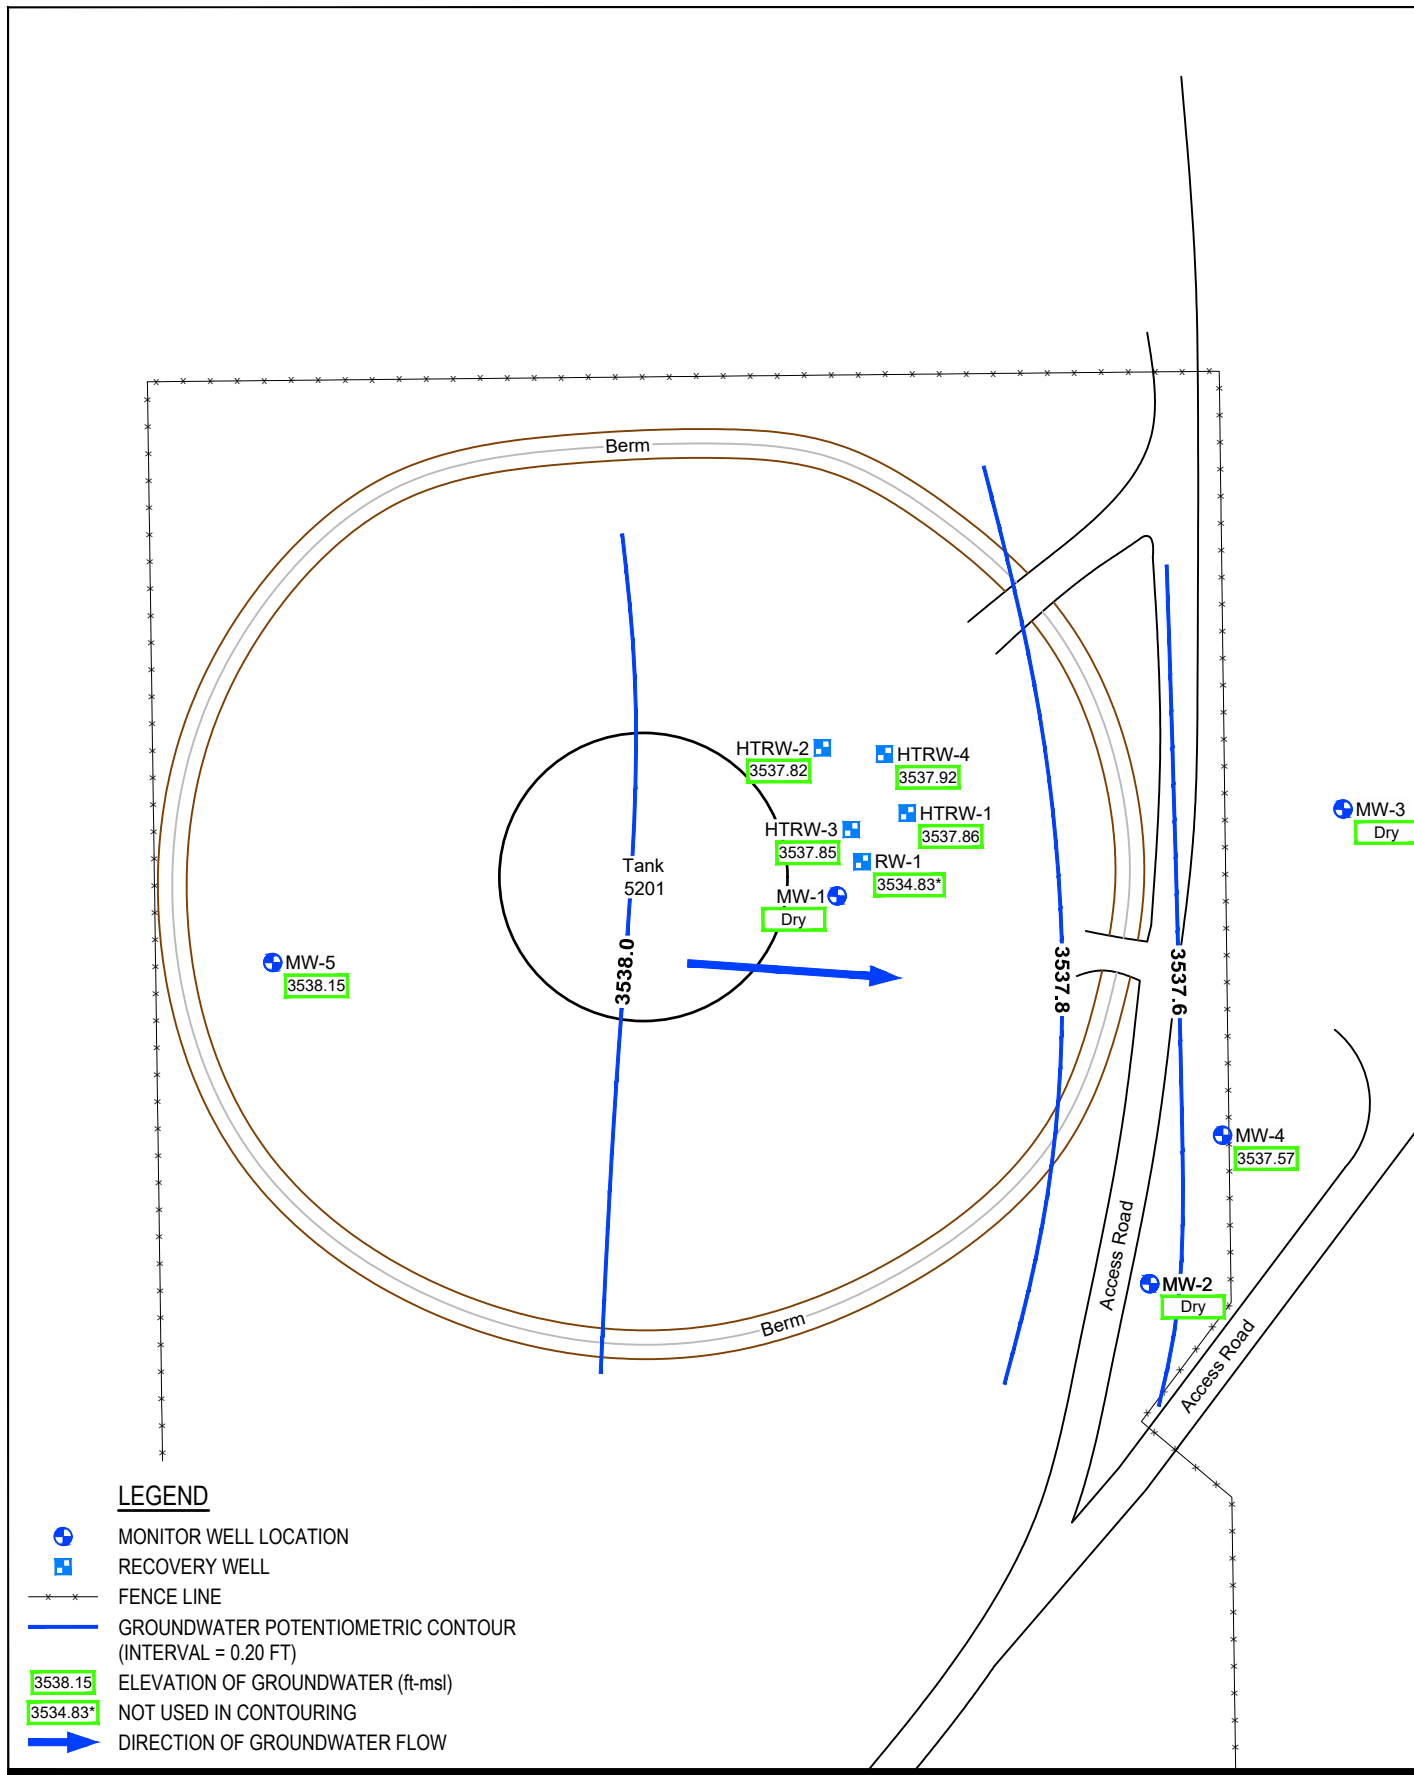 Berm
HTRW-2
3537.82
HTRW-4
3537.92
HTRW-1
3537.86
HTRW-3
3537.85
RW-1
3534.83*
MW-1
Dry
MW-3
Dry
Tank
5201
MW-5
3538.15
3538.0
3537.8
3537.6
MW-4
3537.57
MW-2
Dry
Access Road
Access Road
Berm
LEGEND
MONITOR WELL LOCATION
RECOVERY WELL
FENCE LINE
GROUNDWATER POTENTIOMETRIC CONTOUR
(INTERVAL = 0.20 FT)
3538.15 ELEVATION OF GROUNDWATER (ft-msl)
3534.83* NOT USED IN CONTOURING
DIRECTION OF GROUNDWATER FLOW